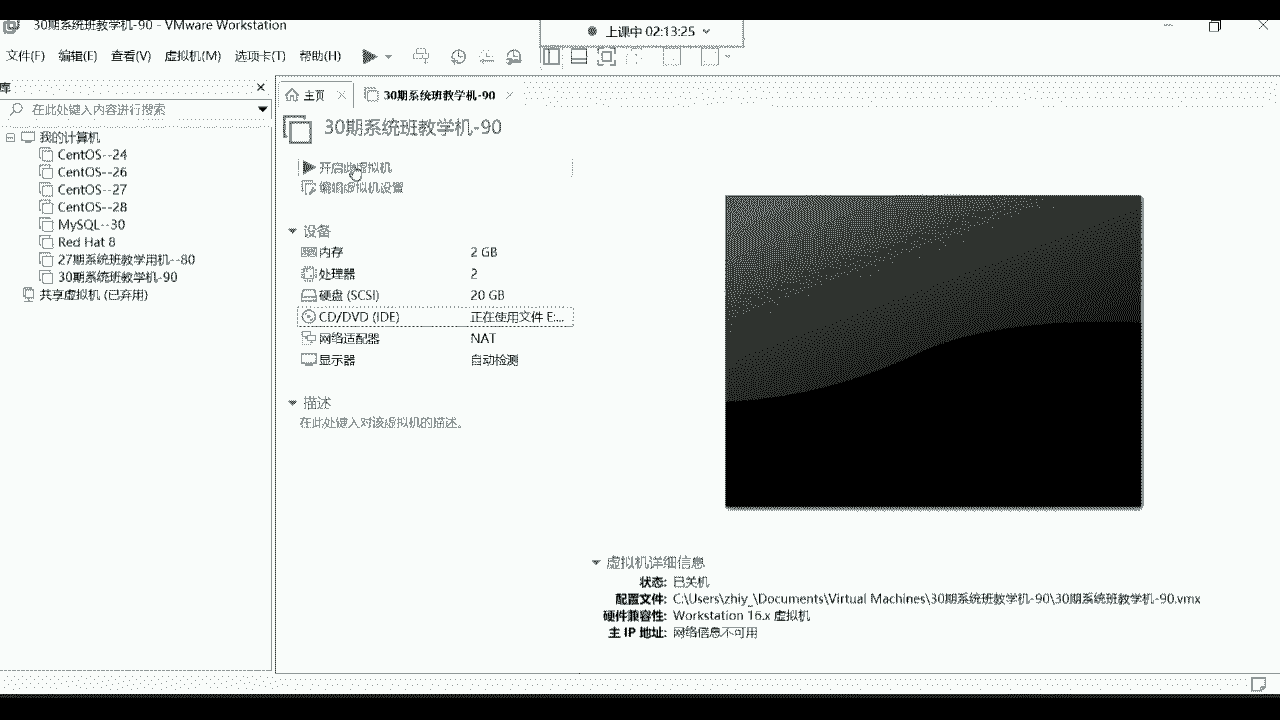 30期系统班教学机-90 - VMware Workstation
上课中 02:13:25
文件(F) 编辑(E) 查看(V) 虚拟机(M) 选项卡(T) 帮助(H)
库
在此处键入内容进行搜索
我的计算机
CentOS--24
CentOS--26
CentOS--27
CentOS--28
MySQL--30
Red Hat 8
27期系统班教学用机--80
30期系统班教学机-90
共享虚拟机 (已弃用)
主页 30期系统班教学机-90
30期系统班教学机-90
开启此虚拟机
编辑虚拟机设置
设备
内存 2 GB
处理器 2
硬盘 (SCSI) 20 GB
CD/DVD (IDE) 正在使用文件 E:...
网络适配器 NAT
显示器 自动检测
描述
在此处键入对该虚拟机的描述。
虚拟机详细信息
状态: 已关机
配置文件: C:\Users\zhiy_\Documents\Virtual Machines\30期系统班教学机-90\30期系统班教学机-90.vmx
硬件兼容性: Workstation 16.x 虚拟机
主 IP 地址: 网络信息不可用